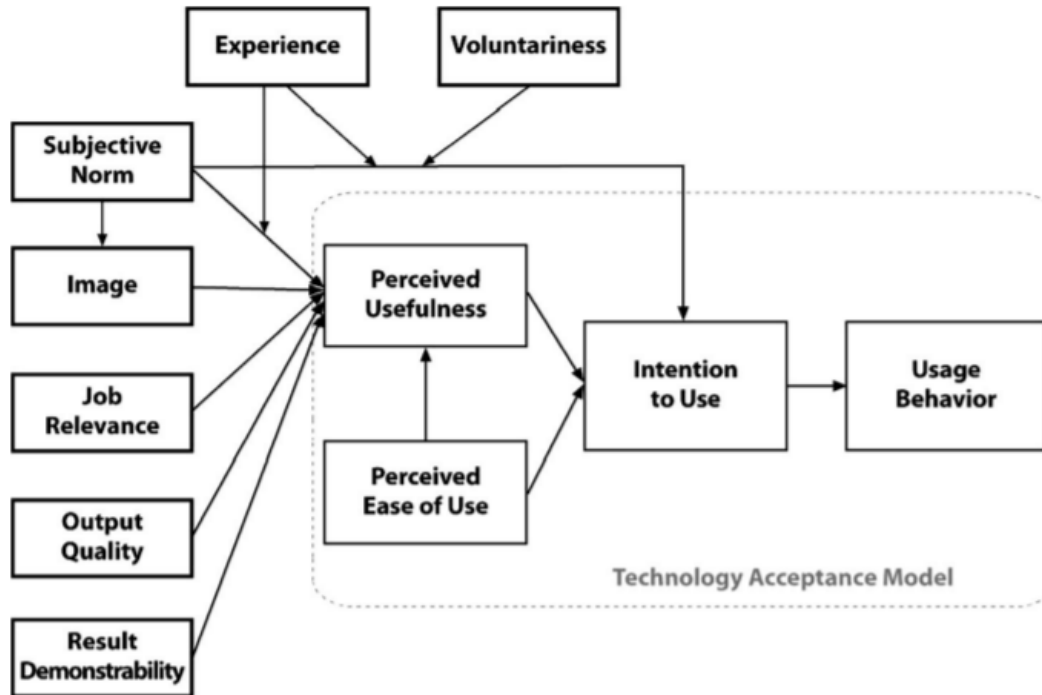 Experience
Voluntariness
Subjective
Norm
Image
Perceived
Usefulness
Job
Relevance
Intention
to Use
Usage
Behavior
Perceived
Ease of Use
Output
Quality
Technology Acceptance Model
Result
Demonstrability